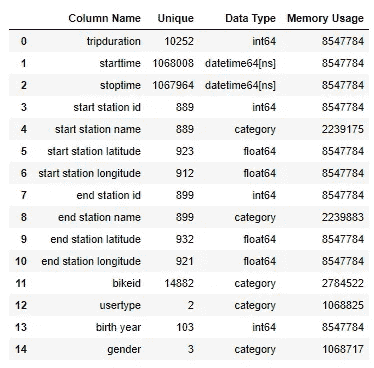 Column Name Unique Data Type Memory Usage
0 tripduration 10252 int64 8547784
1 starttime 1068008 datetime64[ns] 8547784
2 stoptime 1067964 datetime64[ns] 8547784
3 start station id 889 int64 8547784
4 start station name 889 category 2239175
5 start station latitude 923 float64 8547784
6 start station longitude 912 float64 8547784
7 end station id 899 int64 8547784
8 end station name 899 category 2239883
9 end station latitude 932 float64 8547784
10 end station longitude 921 float64 8547784
11 bikeid 14882 category 2784522
12 usertype 2 category 1068825
13 birth year 103 int64 8547784
14 gender 3 category 1068717